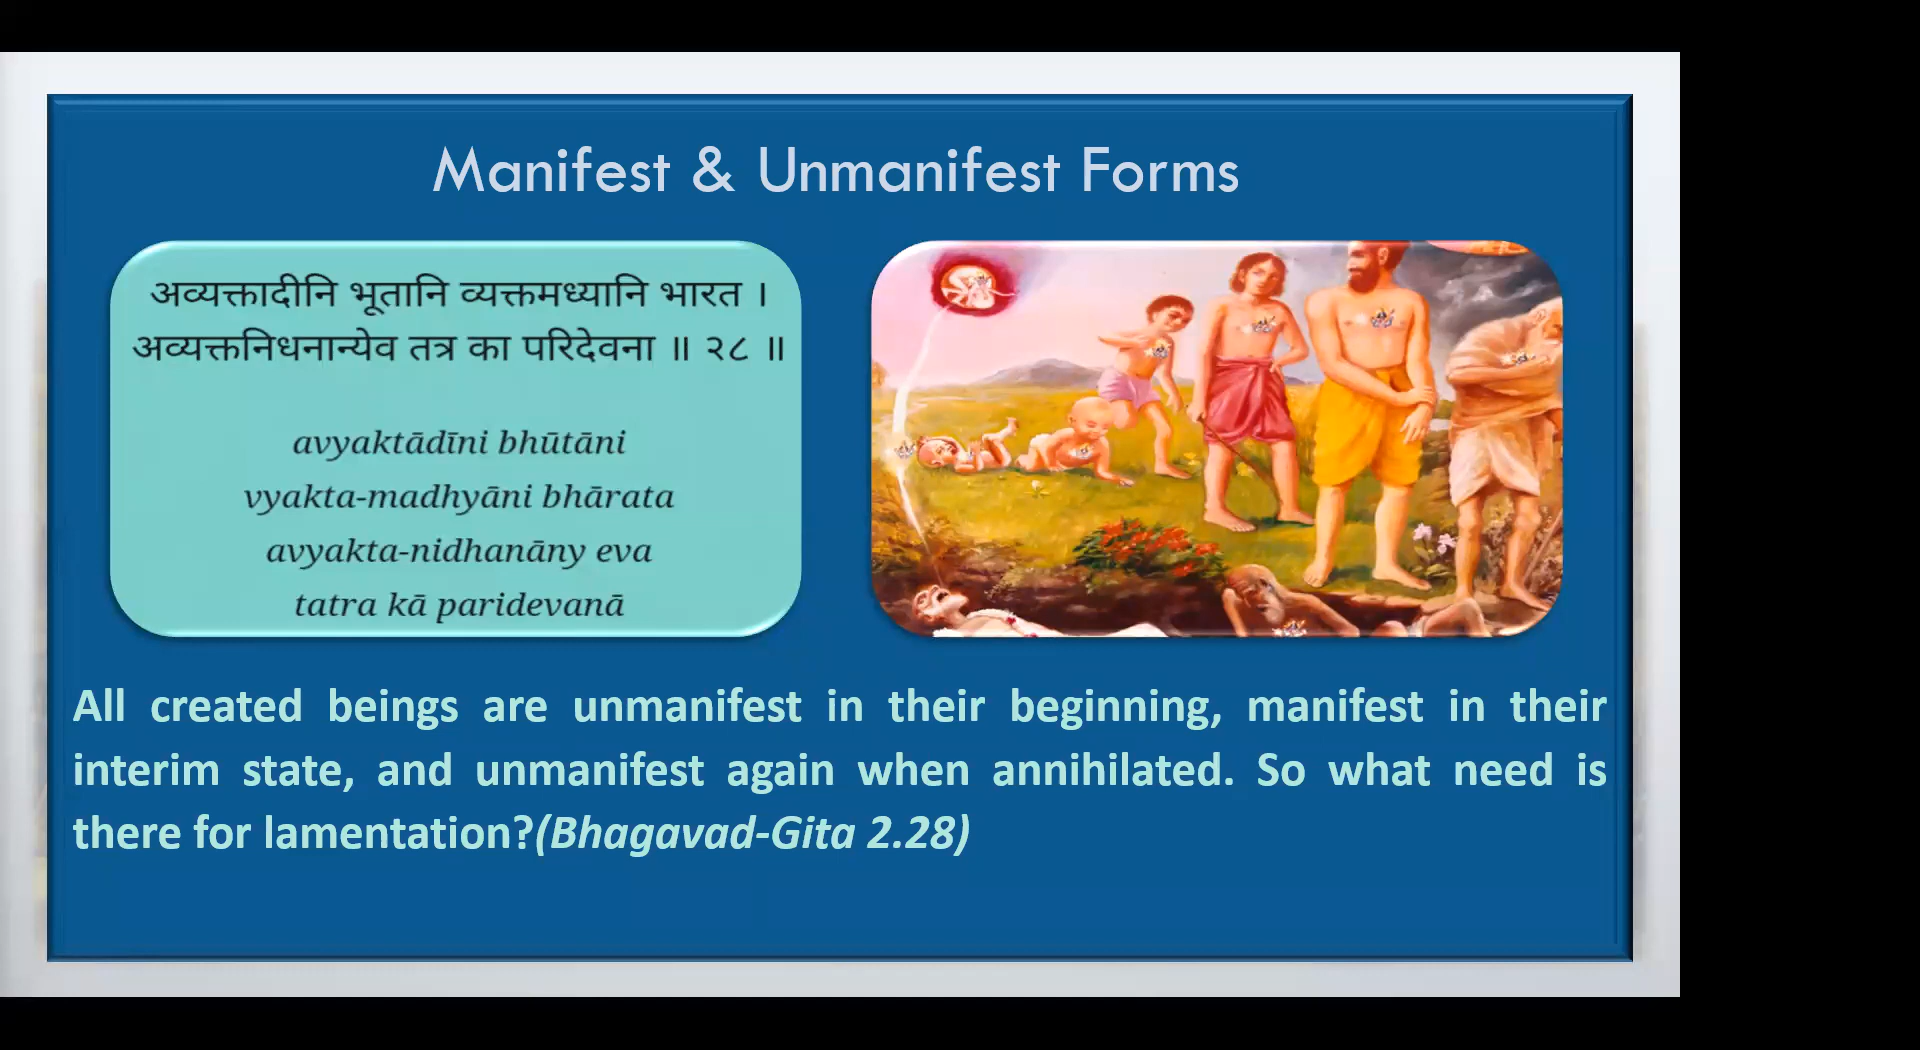 Manifest & Unmanifest Forms
अव्यक्तादीनि भूतानि व्यक्तमध्यानि भारत ।
अव्यक्तनिधनान्येव तत्र का परिदेवना ॥ २८ ॥
avyaktādīni bhūtāni
vyakta-madhyāni bhārata
avyakta-nidhanāny eva
tatra kā paridevanā
All created beings are unmanifest in their beginning, manifest in their
interim state, and unmanifest again when annihilated. So what need is
there for lamentation?(Bhagavad-Gita 2.28)